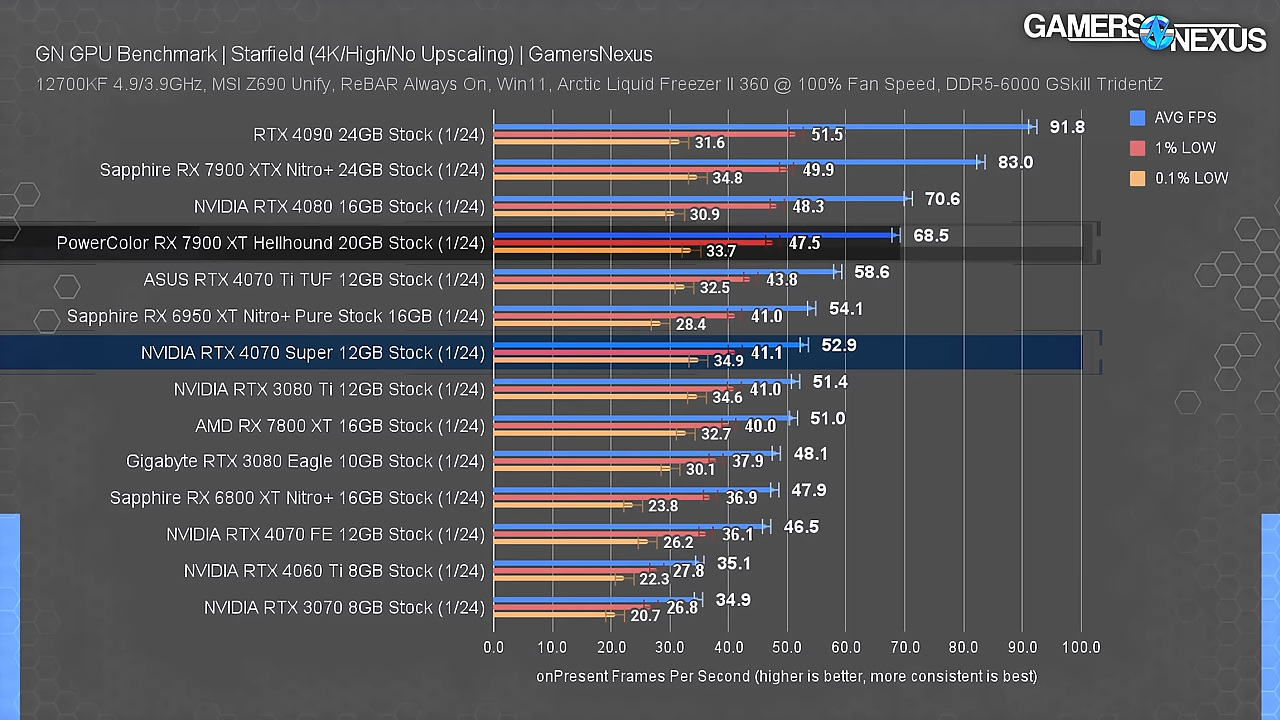 GAMERS NEXUS
GN GPU Benchmark | Starfield (4K/High/No Upscaling) | GamersNexus
12700KF 4.9/3.9GHz, MSI Z690 Unify, ReBAR Always On, Win11, Arctic Liquid Freezer II 360 @ 100% Fan Speed, DDR5-6000 GSkill TridentZ
AVG FPS
1% LOW
0.1% LOW
RTX 4090 24GB Stock (1/24) 91.8 51.5 31.6
Sapphire RX 7900 XTX Nitro+ 24GB Stock (1/24) 83.0 49.9 34.8
NVIDIA RTX 4080 16GB Stock (1/24) 70.6 48.3 30.9
PowerColor RX 7900 XT Hellhound 20GB Stock (1/24) 68.5 47.5 33.7
ASUS RTX 4070 Ti TUF 12GB Stock (1/24) 58.6 43.8 32.5
Sapphire RX 6950 XT Nitro+ Pure Stock 16GB (1/24) 54.1 41.0 28.4
NVIDIA RTX 4070 Super 12GB Stock (1/24) 52.9 41.1 34.9
NVIDIA RTX 3080 Ti 12GB Stock (1/24) 51.4 41.0 34.6
AMD RX 7800 XT 16GB Stock (1/24) 51.0 40.0 32.7
Gigabyte RTX 3080 Eagle 10GB Stock (1/24) 48.1 37.9 30.1
Sapphire RX 6800 XT Nitro+ 16GB Stock (1/24) 47.9 36.9 23.8
NVIDIA RTX 4070 FE 12GB Stock (1/24) 46.5 36.1 26.2
NVIDIA RTX 4060 Ti 8GB Stock (1/24) 35.1 27.8 22.3
NVIDIA RTX 3070 8GB Stock (1/24) 34.9 26.8 20.7
0.0 10.0 20.0 30.0 40.0 50.0 60.0 70.0 80.0 90.0 100.0
onPresent Frames Per Second (higher is better, more consistent is best)